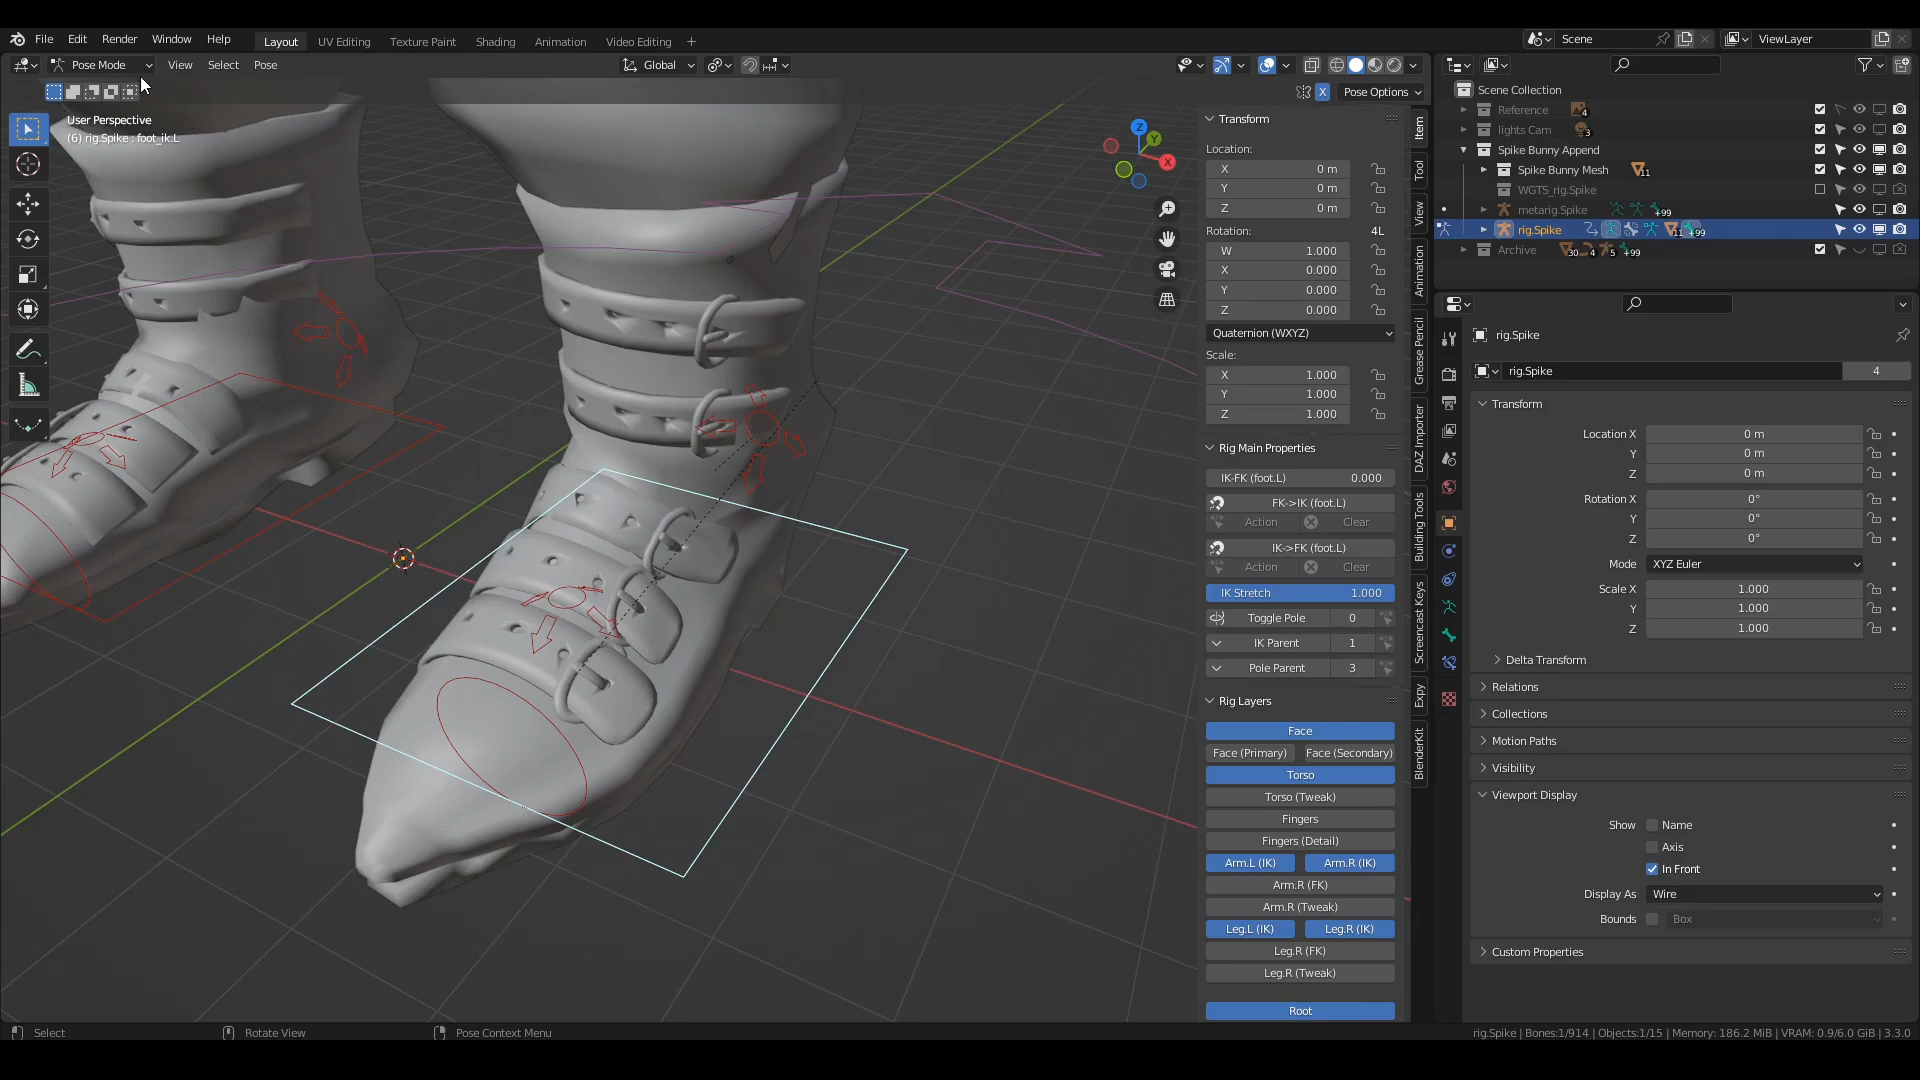 File Edit Render Window Help Layout UV Editing Texture Paint Shading Animation Video Editing + Scene ViewLayer
Pose Mode View Select Pose Global
X Pose Options
User Perspective
(6) rig.Spike : foot_ik.L
Z
Y
X
Transform
Location:
X 0 m
Y 0 m
Z 0 m
Rotation: 4L
W 1.000
X 0.000
Y 0.000
Z 0.000
Quaternion (WXYZ)
Scale:
X 1.000
Y 1.000
Z 1.000
Rig Main Properties
IK-FK (foot.L) 0.000
FK->IK (foot.L)
Action Clear
IK->FK (foot.L)
Action Clear
IK Stretch 1.000
Toggle Pole 0
IK Parent 1
Pole Parent 3
Rig Layers
Face
Face (Primary) Face (Secondary)
Torso
Torso (Tweak)
Fingers
Fingers (Detail)
Arm.L (IK) Arm.R (IK)
Arm.R (FK)
Arm.R (Tweak)
Leg.L (IK) Leg.R (IK)
Leg.R (FK)
Leg.R (Tweak)
Root
Item
Tool
View
Animation
Grease Pencil
DAZ Importer
Building Tools
Screencast Keys
Expy
BlenderKit
Scene Collection
Reference 4
lights Cam 3
Spike Bunny Append
Spike Bunny Mesh 11
WGTS_rig.Spike
metarig.Spike +99
rig.Spike 11 +99
Archive 30 4 5 +99
rig.Spike
rig.Spike 4
Transform
Location X 0 m
Y 0 m
Z 0 m
Rotation X 0°
Y 0°
Z 0°
Mode XYZ Euler
Scale X 1.000
Y 1.000
Z 1.000
Delta Transform
Relations
Collections
Motion Paths
Visibility
Viewport Display
Show Name
Axis
In Front
Display As Wire
Bounds Box
Custom Properties
Select Rotate View Pose Context Menu rig.Spike | Bones:1/914 | Objects:1/15 | Memory: 186.2 MiB | VRAM: 0.9/6.0 GiB | 3.3.0